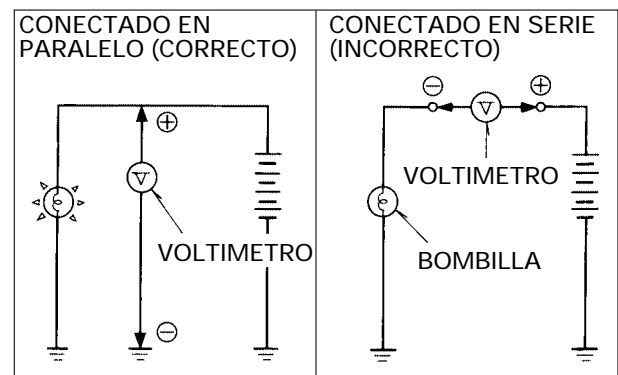 CONECTADO EN
PARALELO (CORRECTO)
+
V
VOLTIMETRO
−
CONECTADO EN SERIE
(INCORRECTO)
− V +
VOLTIMETRO
BOMBILLA